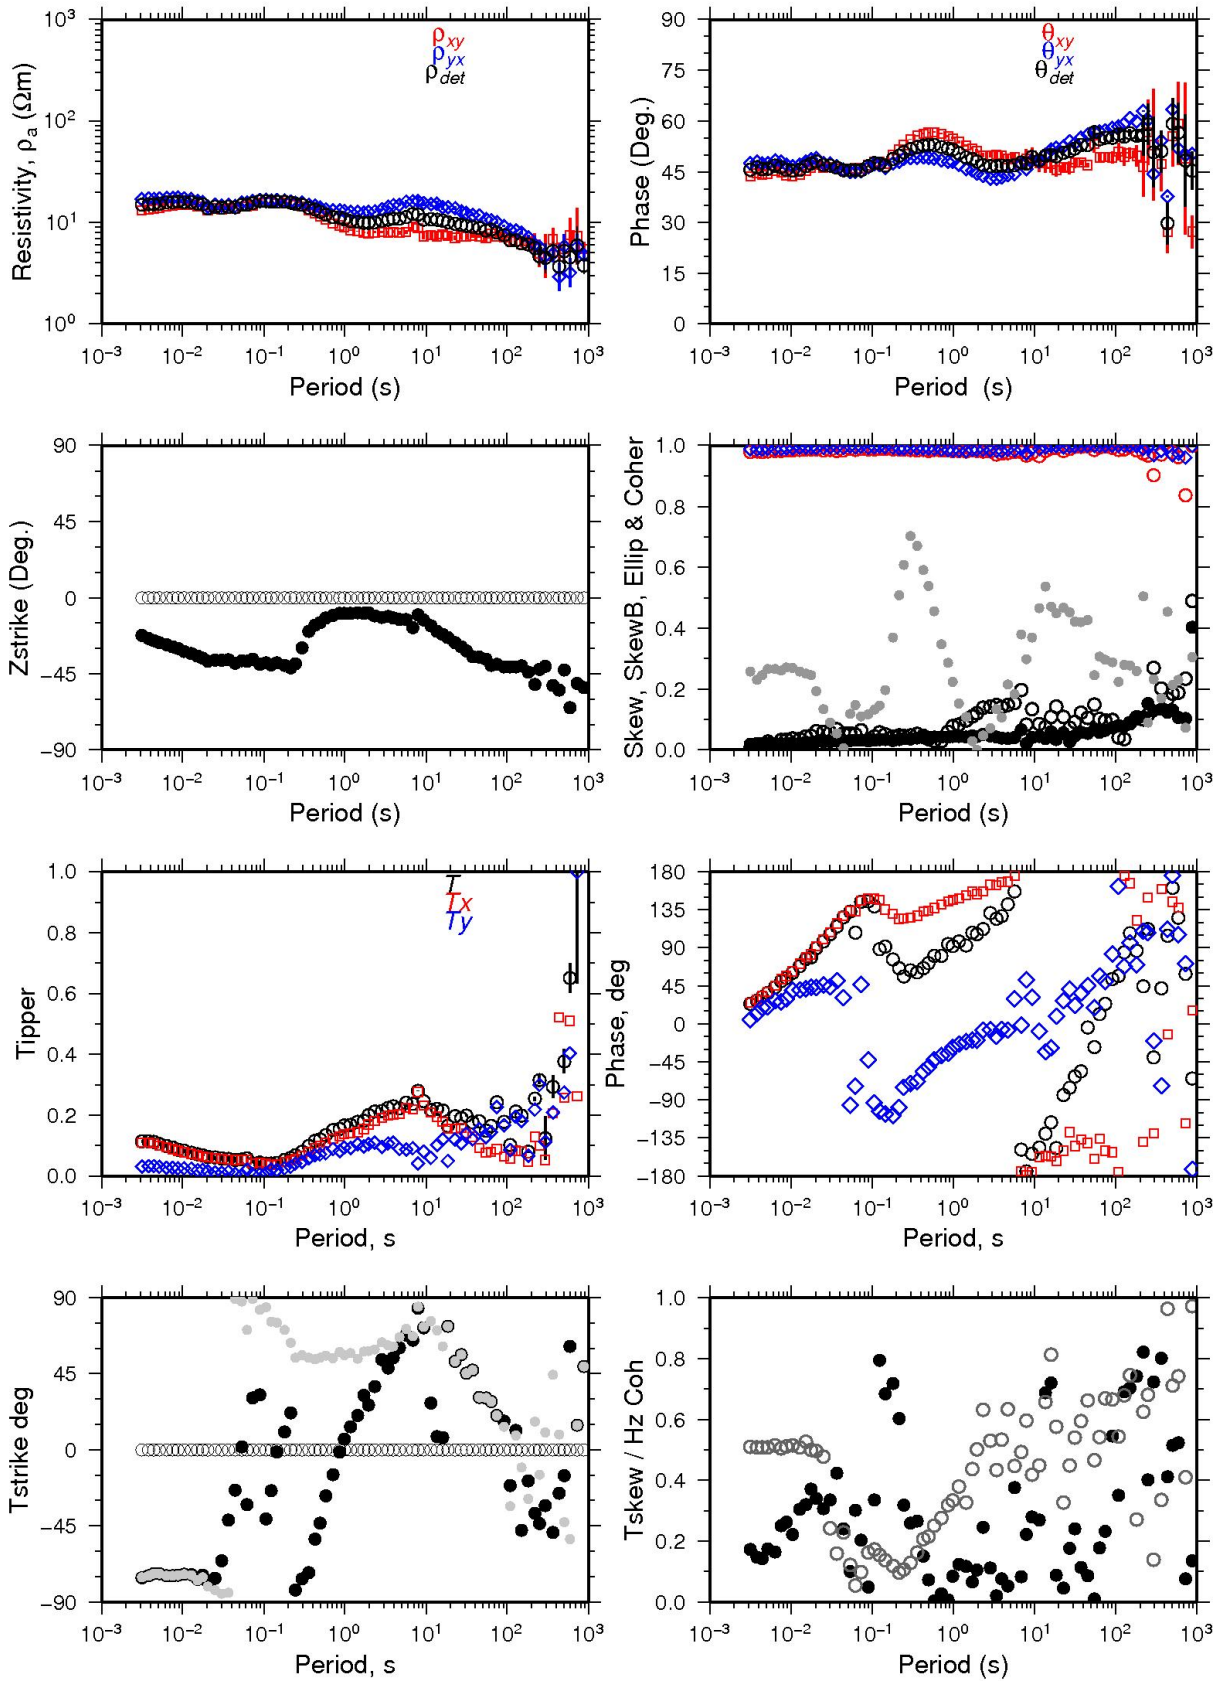 10³
10²
10¹
10⁰
Resistivity, ρa (Ωm)
ρxy
ρyx
ρdet
10⁻³ 10⁻² 10⁻¹ 10⁰ 10¹ 10² 10³
Period (s)
90
75
60
45
30
15
0
Phase (Deg.)
θxy
θyx
θdet
10⁻³ 10⁻² 10⁻¹ 10⁰ 10¹ 10² 10³
Period (s)
90
45
0
−45
−90
Zstrike (Deg.)
10⁻³ 10⁻² 10⁻¹ 10⁰ 10¹ 10² 10³
Period (s)
1.0
0.8
0.6
0.4
0.2
0.0
Skew, SkewB, Ellip & Coher
10⁻³ 10⁻² 10⁻¹ 10⁰ 10¹ 10² 10³
Period (s)
1.0
0.8
0.6
0.4
0.2
0.0
Tipper
T
Tx
Ty
10⁻³ 10⁻² 10⁻¹ 10⁰ 10¹ 10² 10³
Period, s
180
135
90
45
0
−45
−90
−135
−180
Phase, deg
10⁻³ 10⁻² 10⁻¹ 10⁰ 10¹ 10² 10³
Period, s
90
45
0
−45
−90
Tstrike deg
10⁻³ 10⁻² 10⁻¹ 10⁰ 10¹ 10² 10³
Period, s
1.0
0.8
0.6
0.4
0.2
0.0
Tskew / Hz Coh
10⁻³ 10⁻² 10⁻¹ 10⁰ 10¹ 10² 10³
Period (s)